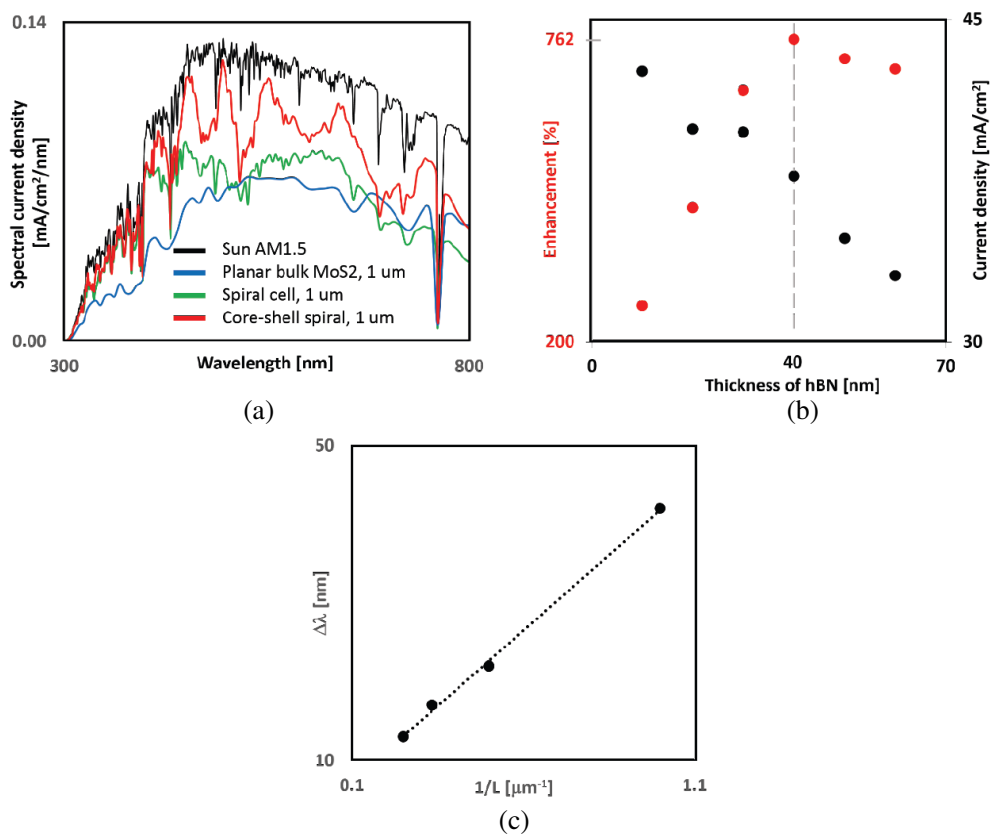 0.14
Spectral current density
[mA/cm2/nm]
Sun AM1.5
Planar bulk MoS2, 1 um
Spiral cell, 1 um
Core-shell spiral, 1 um
0.00
300
Wavelength [nm]
800
(a)
762
45
Enhancement [%]
Current density [mA/cm²]
200
30
0
40
70
Thickness of hBN [nm]
(b)
50
Δλ [nm]
10
0.1
1/L [μm⁻¹]
1.1
(c)